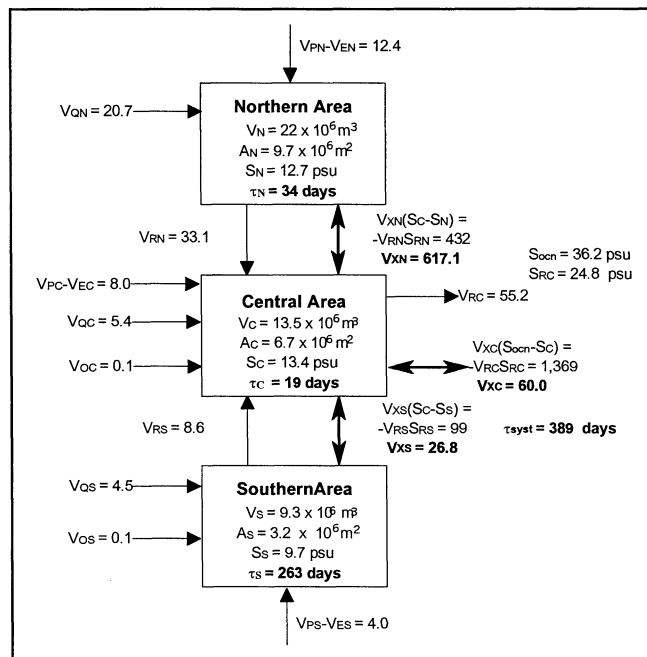 VPN-VEN = 12.4
VQN = 20.7
Northern Area
VN = 22 x 10⁶ m³
AN = 9.7 x 10⁶ m²
SN = 12.7 psu
τN = 34 days
VRN = 33.1
VXN(SC-SN) =
-VRNSRN = 432
VXN = 617.1
Socn = 36.2 psu
SRC = 24.8 psu
VPC-VEC = 8.0
VQC = 5.4
VOC = 0.1
Central Area
VC = 13.5 x 10⁶ m³
AC = 6.7 x 10⁶ m²
SC = 13.4 psu
τC = 19 days
VRC = 55.2
VXC(Socn-SC) =
-VRCSRC = 1,369
VXC = 60.0
VRS = 8.6
VXS(SC-SS) =
-VRSSRS = 99
VXS = 26.8
τsyst = 389 days
VQS = 4.5
VOS = 0.1
SouthernArea
VS = 9.3 x 10⁶ m³
AS = 3.2 x 10⁶ m²
SS = 9.7 psu
τS = 263 days
VPS-VES = 4.0